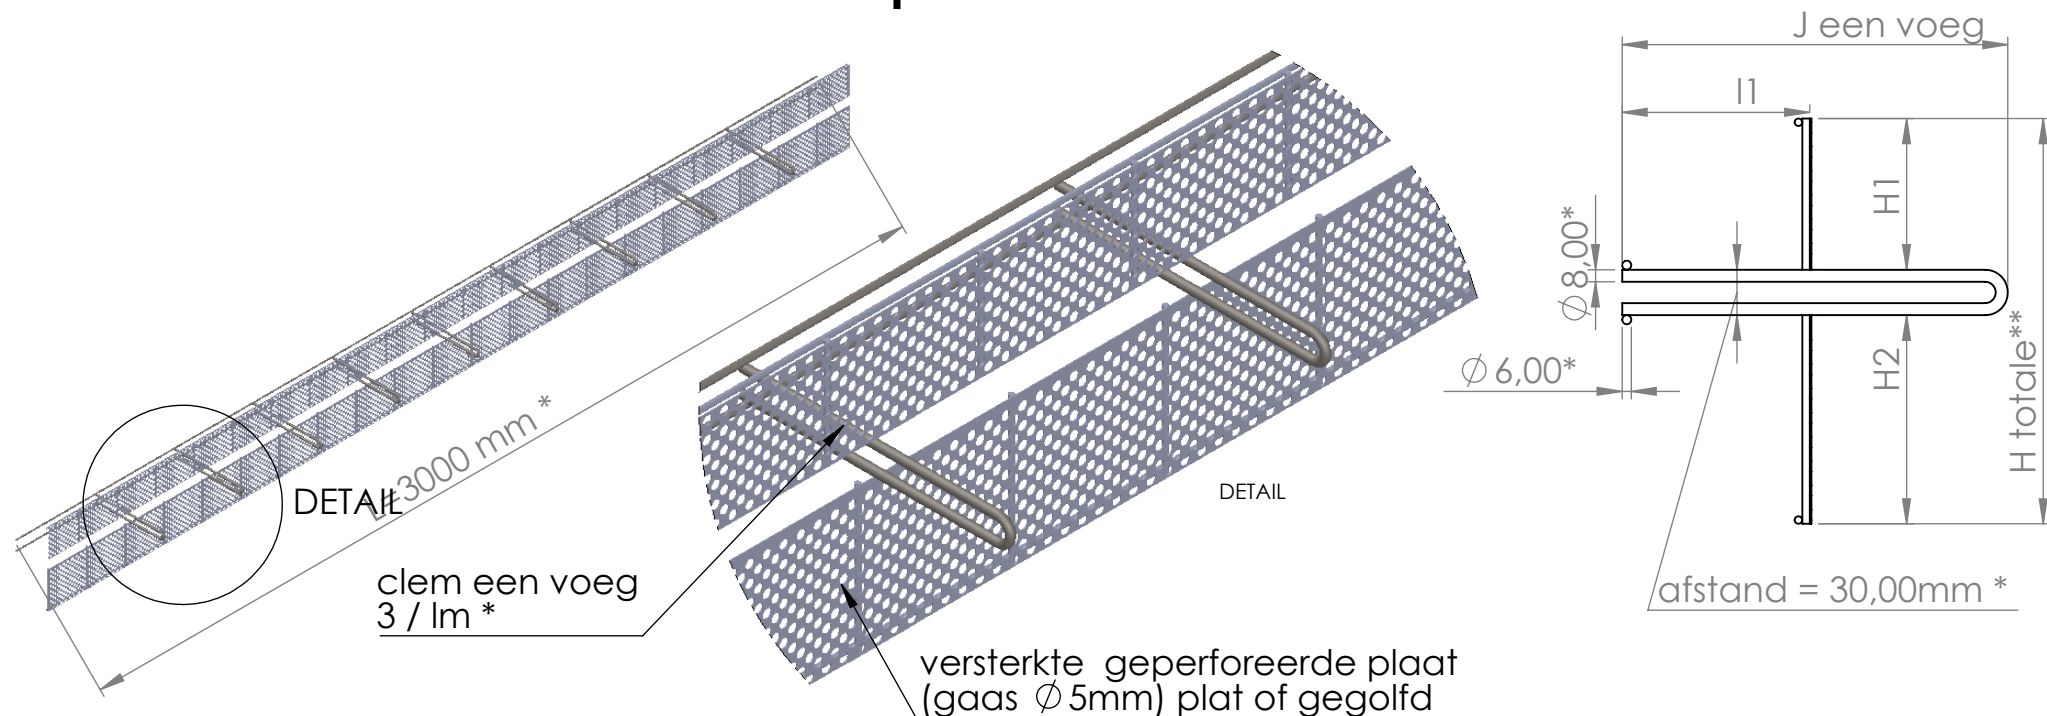 J een voeg
l1
H1
Ø 8,00*
H totale**
H2
Ø 6,00*
L=3000 mm *
DETAIL
DETAIL
clem een voeg
3 / lm *
afstand = 30,00mm *
versterkte geperforeerde plaat
(gaas Ø 5mm) plat of gegolfd